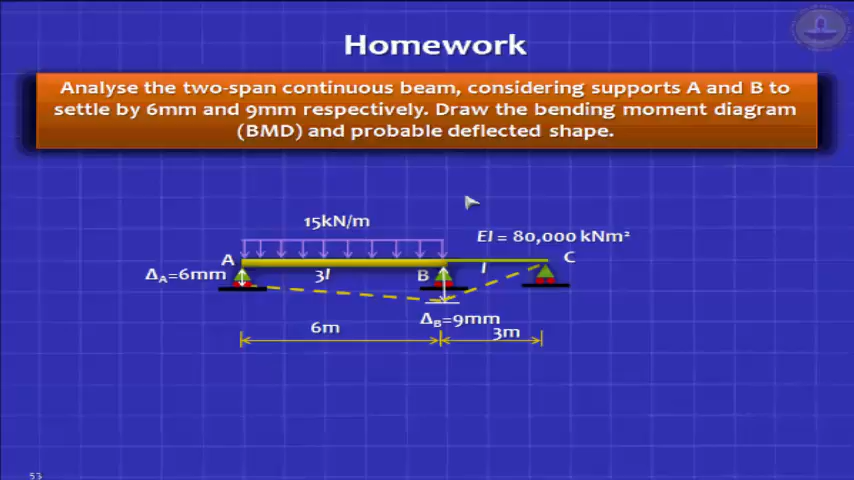 Homework
Analyse the two-span continuous beam, considering supports A and B to
settle by 6mm and 9mm respectively. Draw the bending moment diagram
(BMD) and probable deflected shape.
15kN/m
EI = 80,000 kNm²
A
B
C
3I
I
ΔA=6mm
ΔB=9mm
6m
3m
53